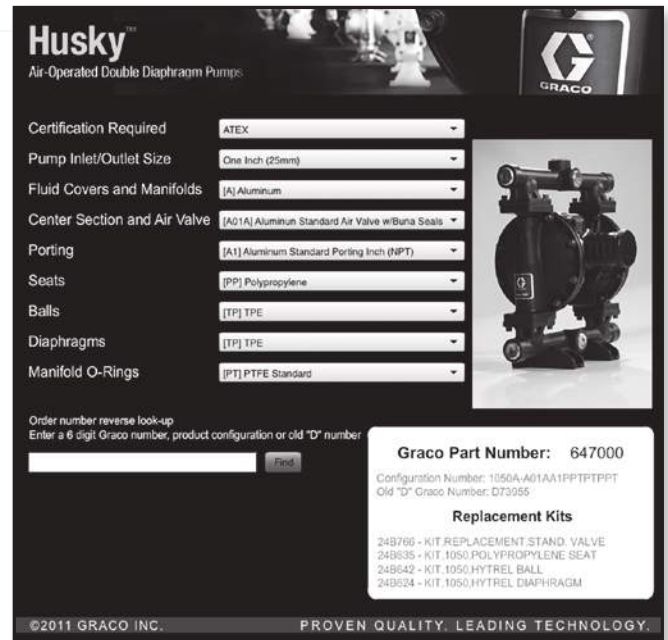 Husky™
Air-Operated Double Diaphragm Pumps
GRACO
Certification Required ATEX
Pump Inlet/Outlet Size One Inch (25mm)
Fluid Covers and Manifolds [A] Aluminum
Center Section and Air Valve [A01A] Aluminun Standard Air Valve w/Buna Seals
Porting [A1] Aluminum Standard Porting Inch (NPT)
Seats [PP] Polypropylene
Balls [TP] TPE
Diaphragms [TP] TPE
Manifold O-Rings [PT] PTFE Standard
Order number reverse look-up
Enter a 6 digit Graco number, product configuration or old "D" number
Find
Graco Part Number: 647000
Configuration Number: 1050A-A01AA1PPTPTPPT
Old "D" Graco Number: D73955
Replacement Kits
24B766 - KIT,REPLACEMENT,STAND. VALVE
24B635 - KIT,1050,POLYPROPYLENE SEAT
24B642 - KIT,1050,HYTREL BALL
24B624 - KIT,1050,HYTREL DIAPHRAGM
©2011 GRACO INC. PROVEN QUALITY. LEADING TECHNOLOGY.